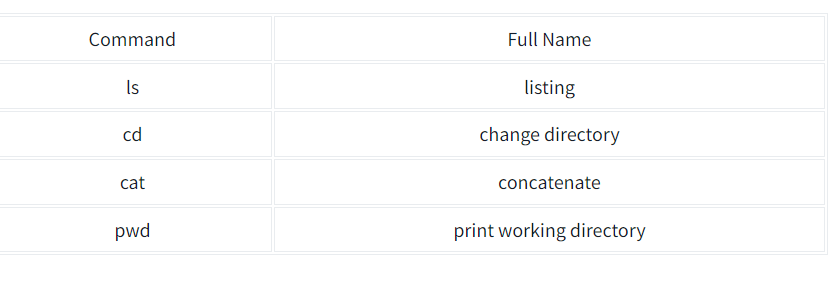 Command Full Name
ls listing
cd change directory
cat concatenate
pwd print working directory